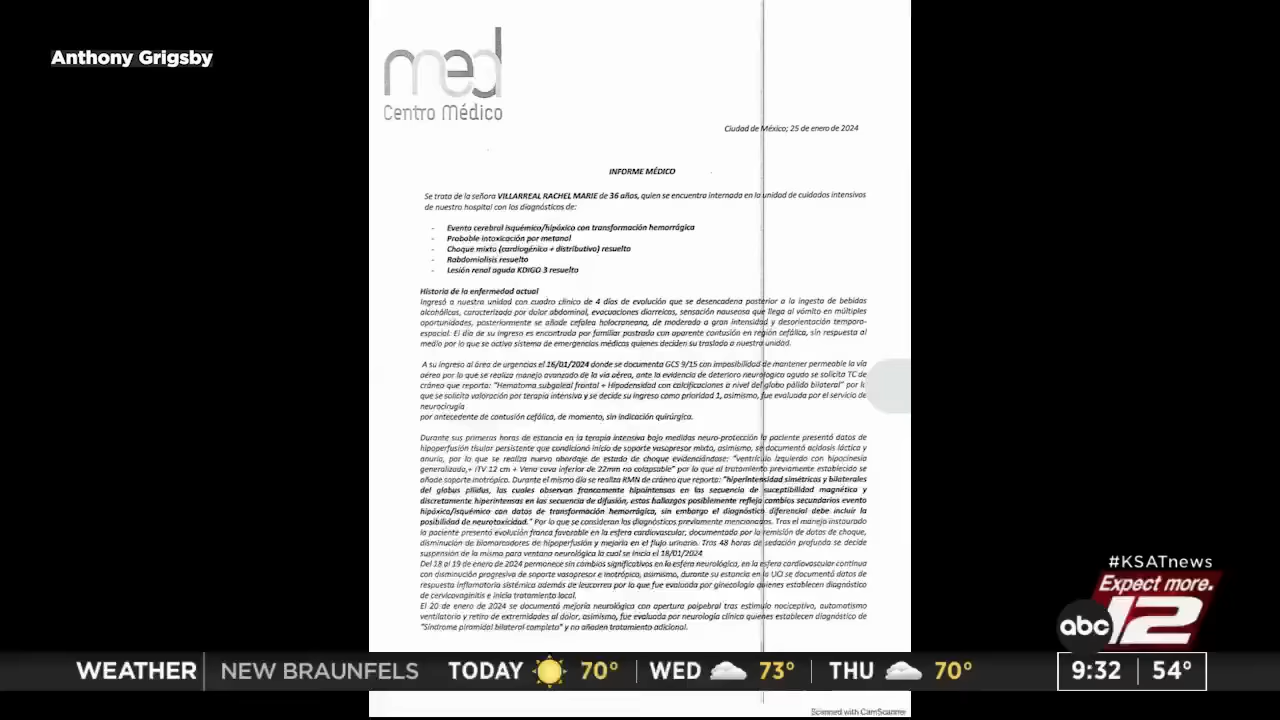 Anthony Grigsby
med
Centro Médico
Ciudad de México; 25 de enero de 2024
INFORME MÉDICO
Se trata de la señora VILLARREAL RACHEL MARIE de 36 años, quien se encuentra internada en la unidad de cuidados intensivos
de nuestro hospital con los diagnósticos de:
- Evento cerebral isquémico/hipóxico con transformación hemorrágica
- Probable intoxicación por metanol
- Choque mixto (cardiogénico + distributivo) resuelto
- Rabdomiolisis resuelto
- Lesión renal aguda KDIGO 3 resuelto
Historia de la enfermedad actual
Ingresó a nuestra unidad con cuadro clínico de 4 días de evolución que se desencadena posterior a la ingesta de bebidas
alcohólicas, caracterizado por dolor abdominal, evacuaciones diarreicas, sensación nauseosa que llega al vómito en múltiples
oportunidades, posteriormente se añade cefalea holocraneana, de moderada a gran intensidad y desorientación temporo-
espacial. El día de su ingreso es encontrada por familiar postrada con aparente contusión en región cefálica, sin respuesta al
medio por lo que se activa sistema de emergencias médicas quienes deciden su traslado a nuestra unidad.
A su ingreso al área de urgencias el 16/01/2024 donde se documenta GCS 9/15 con imposibilidad de mantener permeable la vía
aérea por lo que se realiza manejo avanzado de la vía aérea, ante la evidencia de deterioro neurológico agudo se solicita TC de
cráneo que reporta: "Hematoma subgaleal frontal + Hipodensidad con calcificaciones a nivel del globo pálido bilateral" por lo
que se solicita valoración por terapia intensiva y se decide su ingreso como prioridad 1, asimismo, fue evaluada por el servicio de
neurocirugía
por antecedente de contusión cefálica, de momento, sin indicación quirúrgica.
Durante sus primeras horas de estancia en la terapia intensiva bajo medidas neuro-protección la paciente presentó datos de
hipoperfusión tisular persistente que condicionó inicio de soporte vasopresor mixto, asimismo, se documentó acidosis láctica y
anuria, por lo que se realiza nuevo abordaje de estado de choque evidenciándose: "ventrículo izquierdo con hipocinesia
generalizada,+ ITV 12 cm + Vena cava inferior de 22mm no colapsable" por lo que al tratamiento previamente establecido se
añade soporte inotrópico. Durante el mismo día se realiza RMN de cráneo que reporta: "hiperintensidad simétricas y bilaterales
del globus pllidus, las cuales observan francamente hipointensas en las secuencia de suceptibilidad magnética y
discretamente hiperintensas en las secuencia de difusión, estos hallazgos posiblemente refleja cambios secundarios evento
hipóxico/isquémico con datos de transformación hemorrágica, sin embargo el diagnóstico diferencial debe incluir la
posibilidad de neurotoxicidad." Por lo que se consideran los diagnósticos previamente mencionados. Tras el manejo instaurado
la paciente presentó evolución franca favorable en la esfera cardiovascular, documentado por la remisión de datos de choque,
disminución de biomarcadores de hipoperfusión y mejoría en el flujo urinario. Tras 48 horas de sedación profunda se decide
suspensión de la misma para ventana neurológica la cual se inicia el 18/01/2024
Del 18 al 19 de enero de 2024 permanece sin cambios significativos en la esfera neurológica, en la esfera cardiovascular continua
con disminución progresiva de soporte vasopresor e inotrópico, asimismo, durante su estancia en la UCI se documentó datos de
respuesta inflamatoria sistémica además de leucorrea por lo que fue evaluada por ginecología quienes establecen diagnóstico
de cervicovaginitis e inicia tratamiento local.
El 20 de enero de 2024 se documentó mejoría neurológica con apertura palpebral tras estímulo nociceptivo, automatismo
ventilatorio y retiro de extremidades al dolor, asimismo, fue evaluada por neurología clínica quienes establecen diagnóstico de
"Síndrome piramidal bilateral completo" y no añaden tratamiento adicional.
#KSATnews
Expect more.
abc 12
WEATHER NEW BRAUNFELS TODAY 70° WED 73° THU 70° 9:32 54°
Scanned with CamScanner